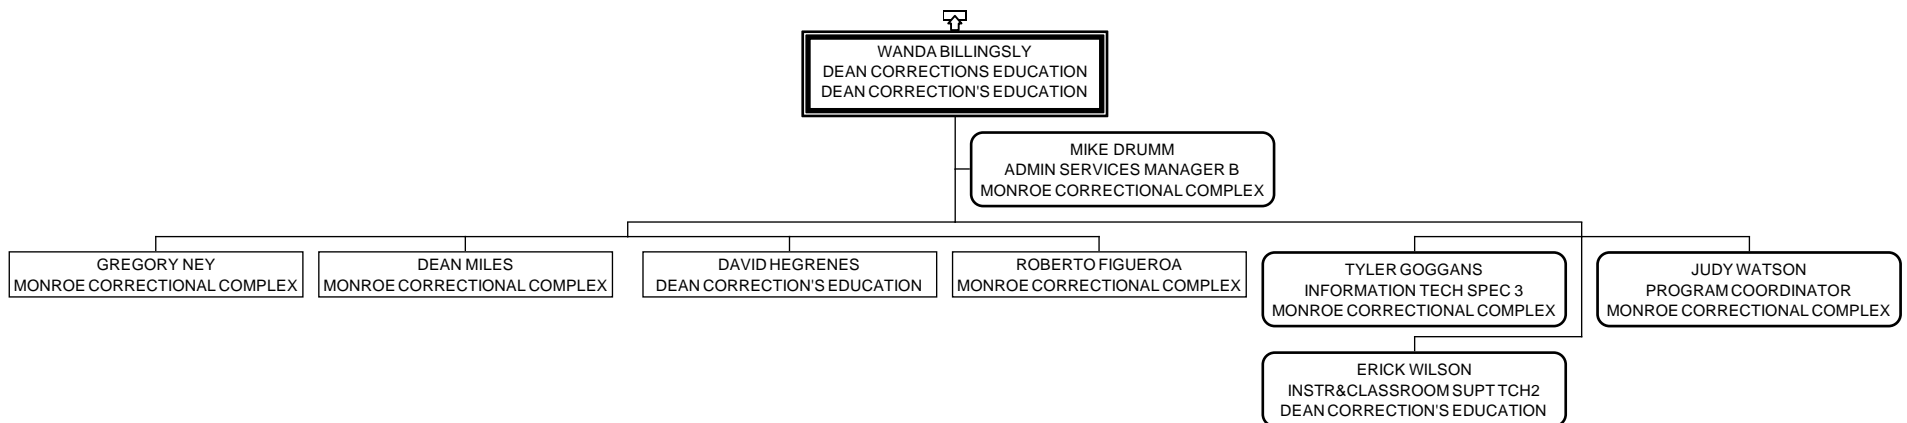 WANDA BILLINGSLY
DEAN CORRECTIONS EDUCATION
DEAN CORRECTION'S EDUCATION
MIKE DRUMM
ADMIN SERVICES MANAGER B
MONROE CORRECTIONAL COMPLEX
GREGORY NEY
MONROE CORRECTIONAL COMPLEX
DEAN MILES
MONROE CORRECTIONAL COMPLEX
DAVID HEGRENES
DEAN CORRECTION'S EDUCATION
ROBERTO FIGUEROA
MONROE CORRECTIONAL COMPLEX
TYLER GOGGANS
INFORMATION TECH SPEC 3
MONROE CORRECTIONAL COMPLEX
JUDY WATSON
PROGRAM COORDINATOR
MONROE CORRECTIONAL COMPLEX
ERICK WILSON
INSTR&CLASSROOM SUPT TCH2
DEAN CORRECTION'S EDUCATION